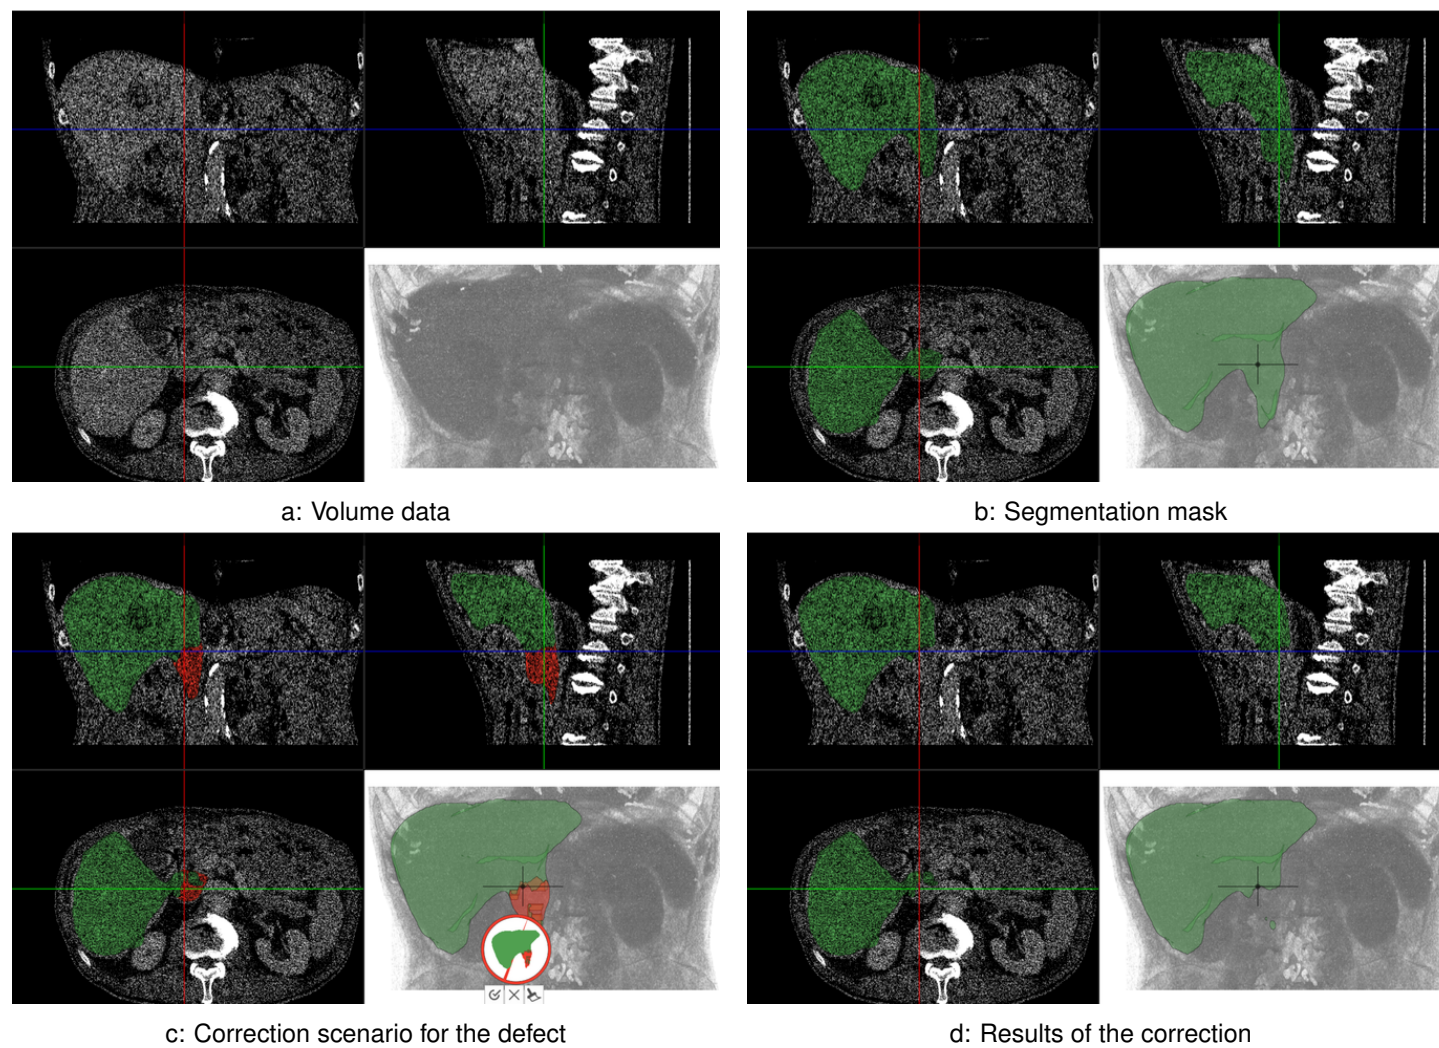 a: Volume data
b: Segmentation mask
c: Correction scenario for the defect
d: Results of the correction